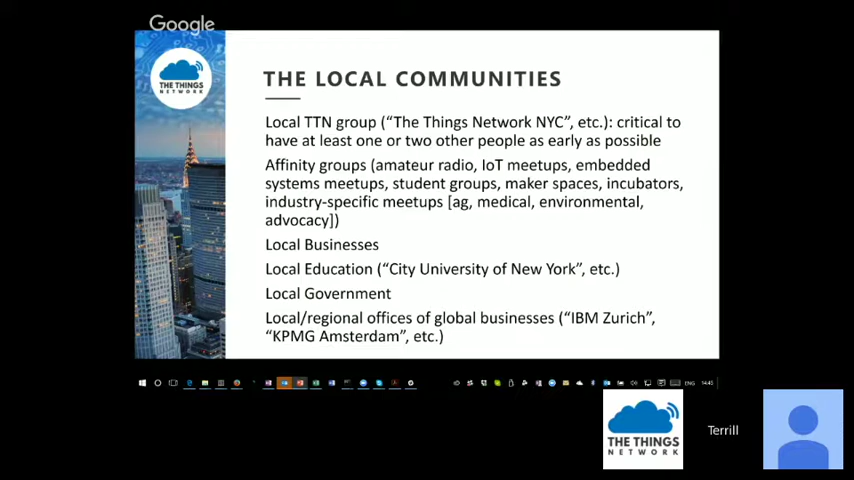 Google
THE THINGS
NETWORK
THE LOCAL COMMUNITIES
Local TTN group (“The Things Network NYC”, etc.): critical to
have at least one or two other people as early as possible
Affinity groups (amateur radio, IoT meetups, embedded
systems meetups, student groups, maker spaces, incubators,
industry-specific meetups [ag, medical, environmental,
advocacy])
Local Businesses
Local Education (“City University of New York”, etc.)
Local Government
Local/regional offices of global businesses (“IBM Zurich”,
“KPMG Amsterdam”, etc.)
ENG 14:45
THE THINGS
NETWORK
Terrill